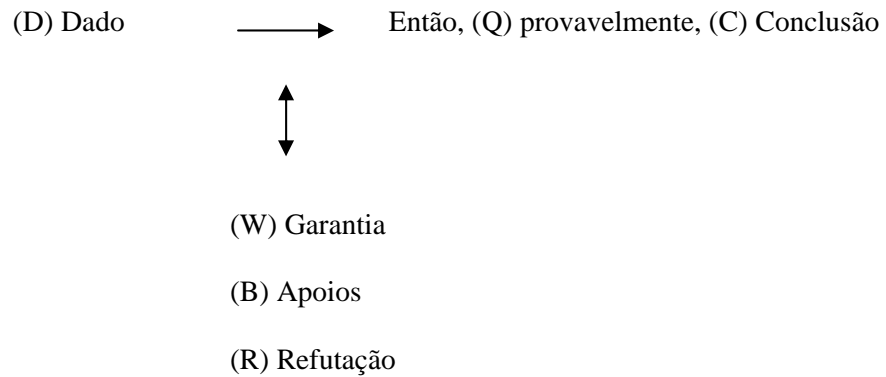 (D) Dado Então, (Q) provavelmente, (C) Conclusão
(W) Garantia
(B) Apoios
(R) Refutação